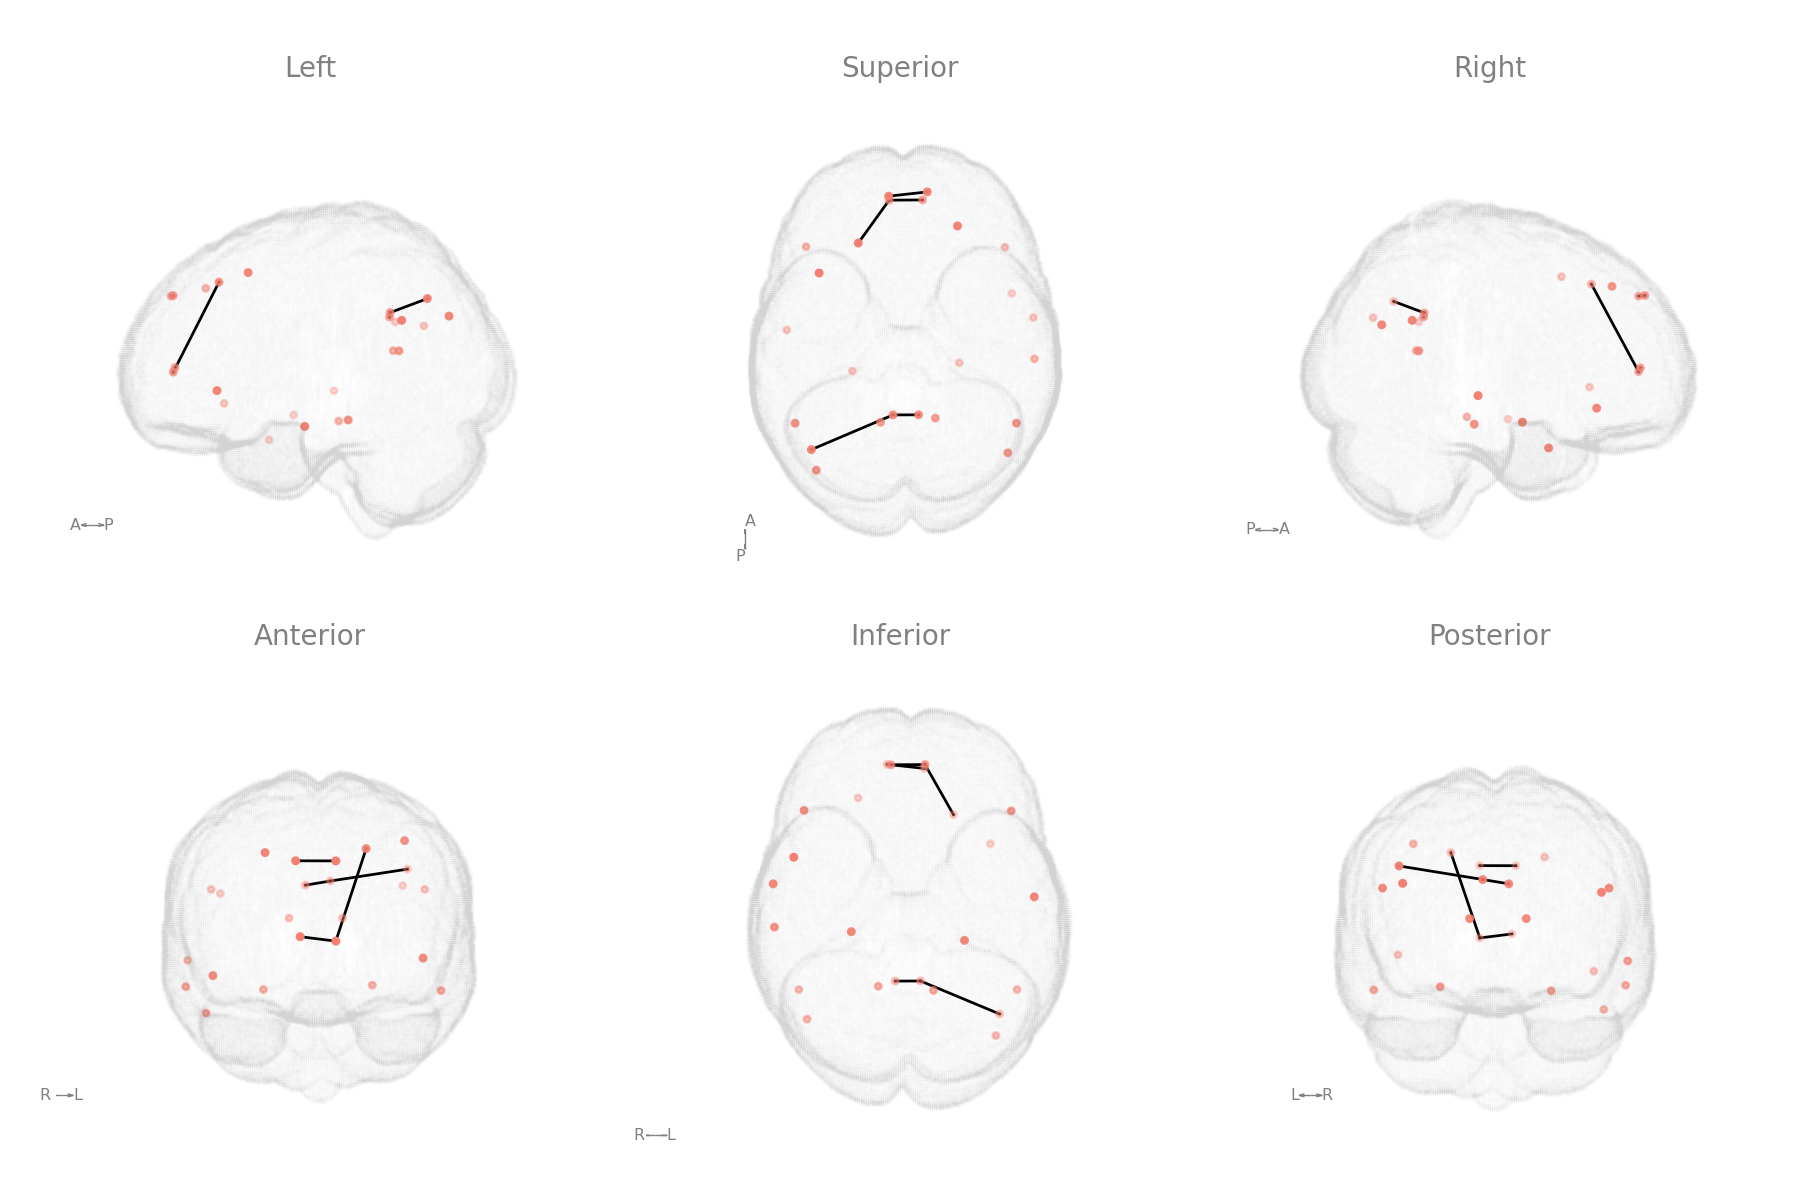 Left
Superior
Right
A P
A
P
P A
Anterior
Inferior
Posterior
R L
R L
L R